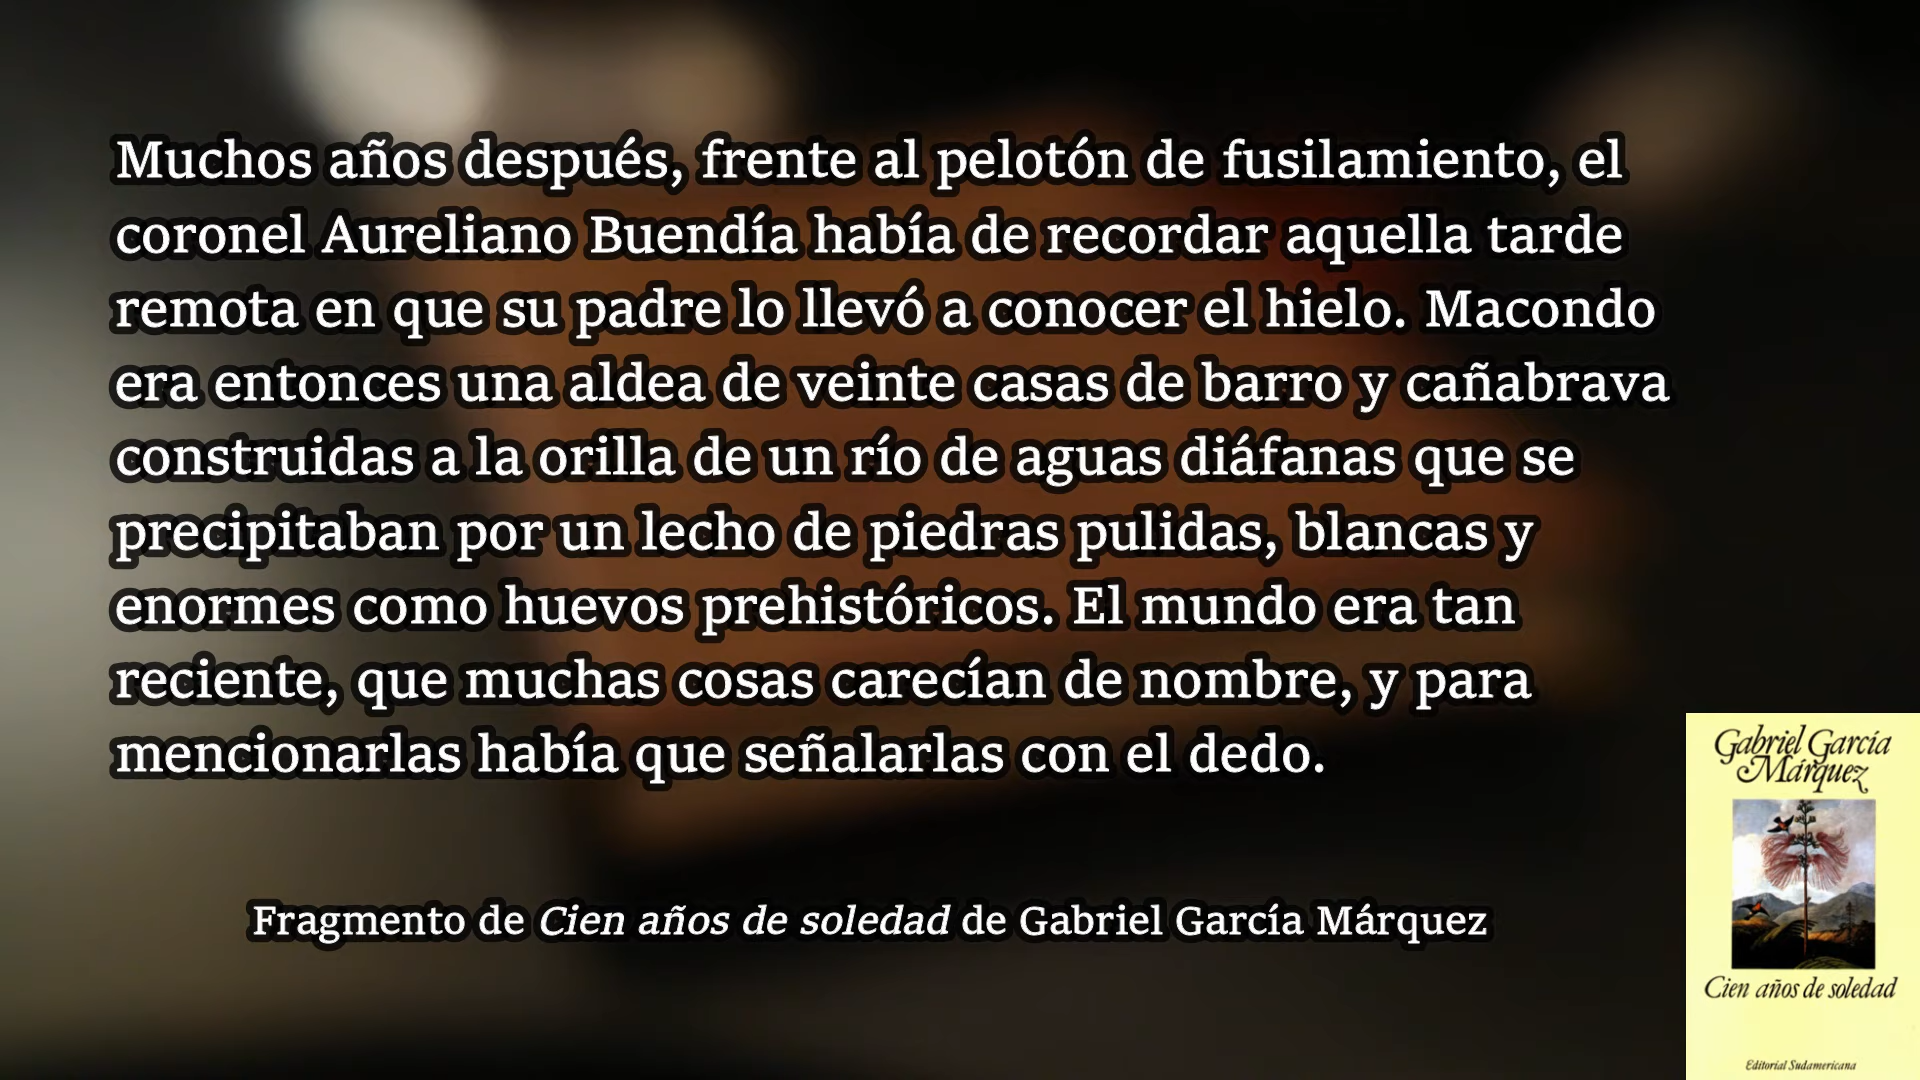 Muchos años después, frente al pelotón de fusilamiento, el
coronel Aureliano Buendía había de recordar aquella tarde
remota en que su padre lo llevó a conocer el hielo. Macondo
era entonces una aldea de veinte casas de barro y cañabrava
construidas a la orilla de un río de aguas diáfanas que se
precipitaban por un lecho de piedras pulidas, blancas y
enormes como huevos prehistóricos. El mundo era tan
reciente, que muchas cosas carecían de nombre, y para
mencionarlas había que señalarlas con el dedo.
Fragmento de Cien años de soledad de Gabriel García Márquez
Gabriel García
Márquez
Cien años de soledad
Editorial Sudamericana